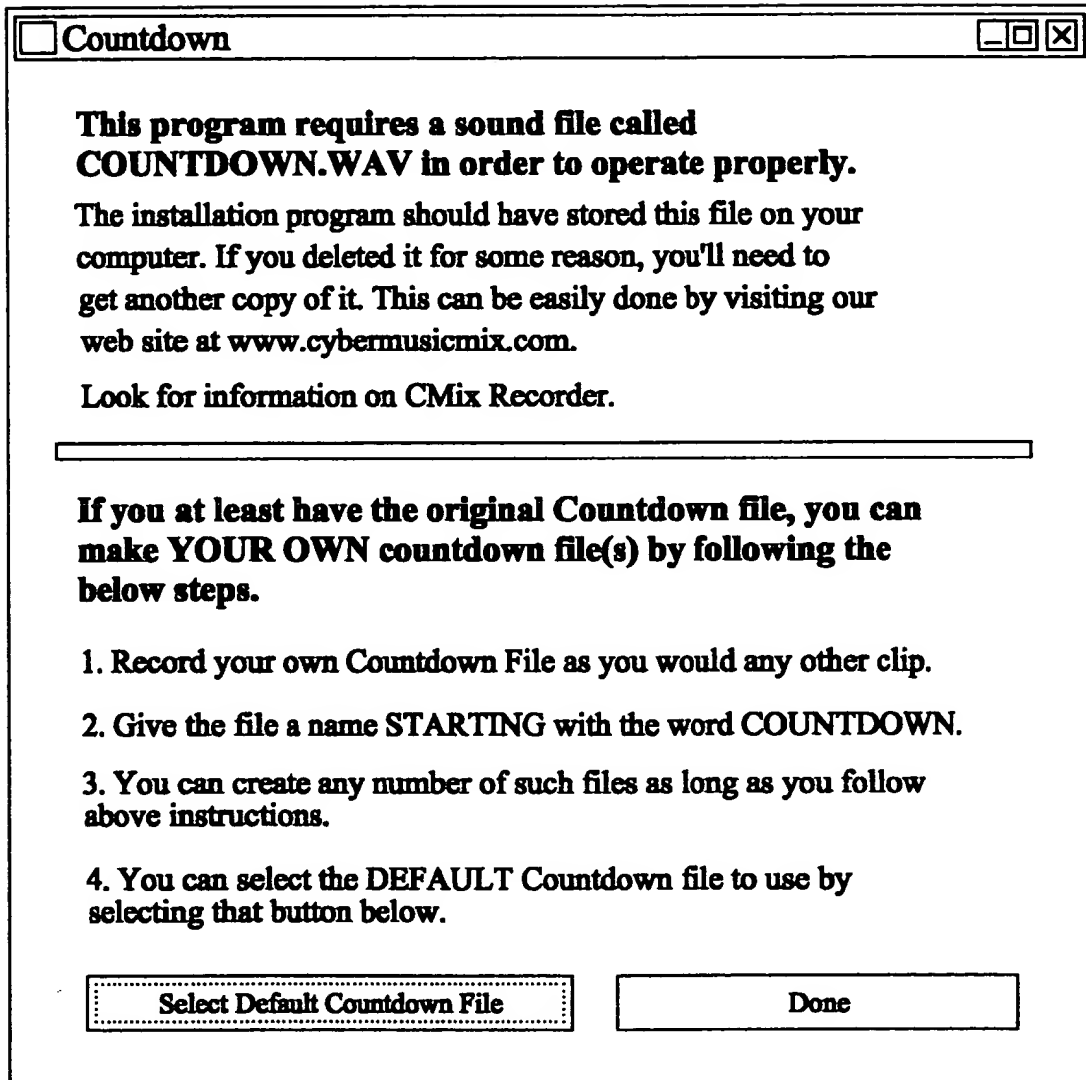 Countdown
This program requires a sound file called
COUNTDOWN.WAV in order to operate properly.
The installation program should have stored this file on your
computer. If you deleted it for some reason, you'll need to
get another copy of it. This can be easily done by visiting our
web site at www.cybermusicmix.com.
Look for information on CMix Recorder.
If you at least have the original Countdown file, you can
make YOUR OWN countdown file(s) by following the
below steps.
1. Record your own Countdown File as you would any other clip.
2. Give the file a name STARTING with the word COUNTDOWN.
3. You can create any number of such files as long as you follow
above instructions.
4. You can select the DEFAULT Countdown file to use by
selecting that button below.
Select Default Countdown File
Done